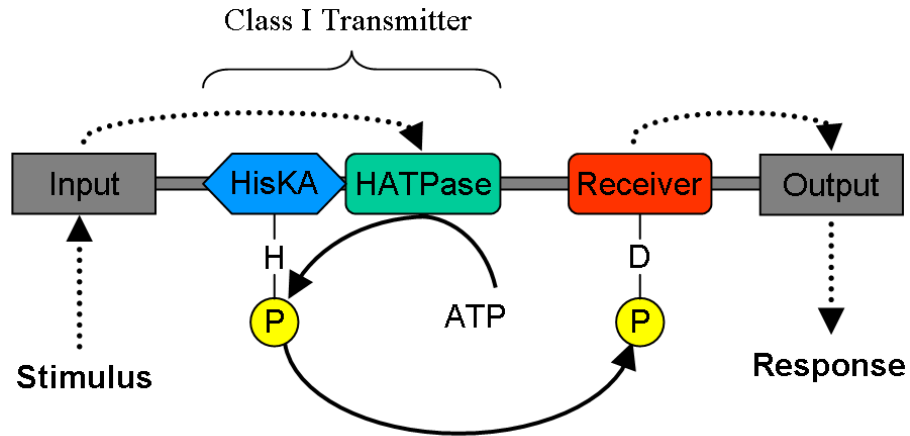 Class I Transmitter
Input HisKA HATPase Receiver Output
H D
P ATP P
Stimulus Response